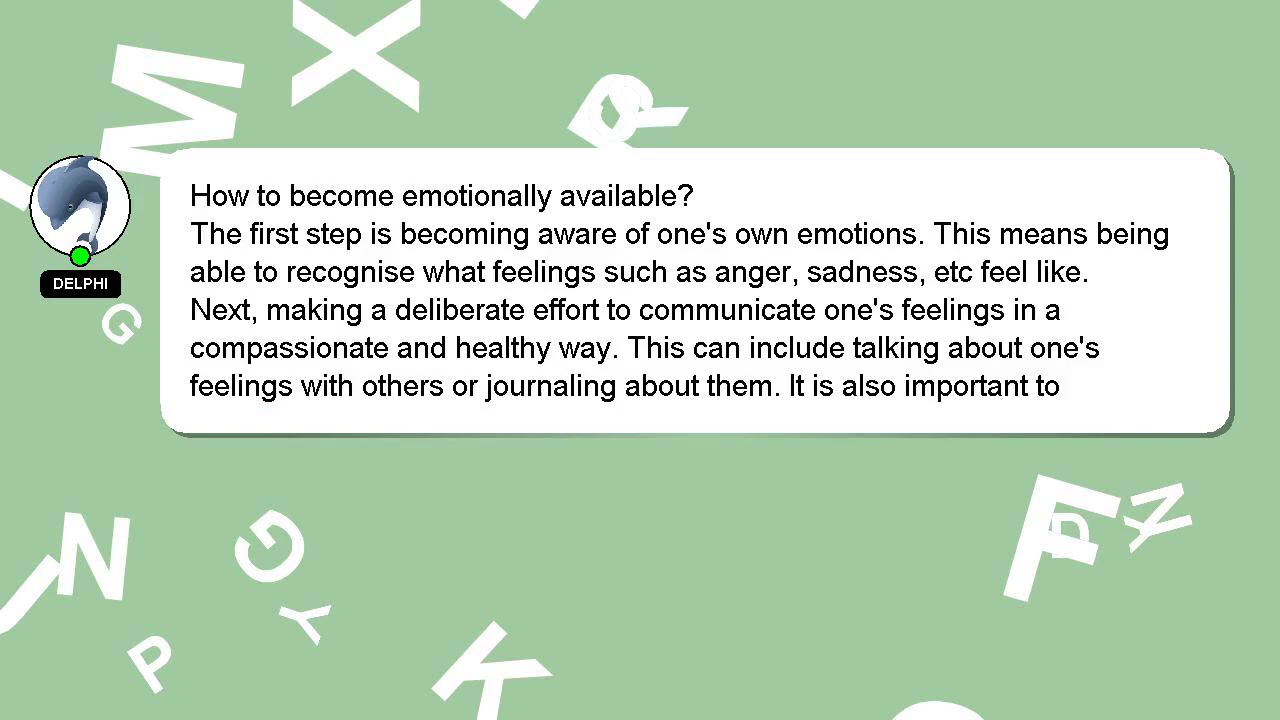 M
X
R
How to become emotionally available?
The first step is becoming aware of one's own emotions. This means being
able to recognise what feelings such as anger, sadness, etc feel like.
Next, making a deliberate effort to communicate one's feelings in a
compassionate and healthy way. This can include talking about one's
feelings with others or journaling about them. It is also important to
DELPHI
G
F
D
N
Y
N
G
Y
P
K